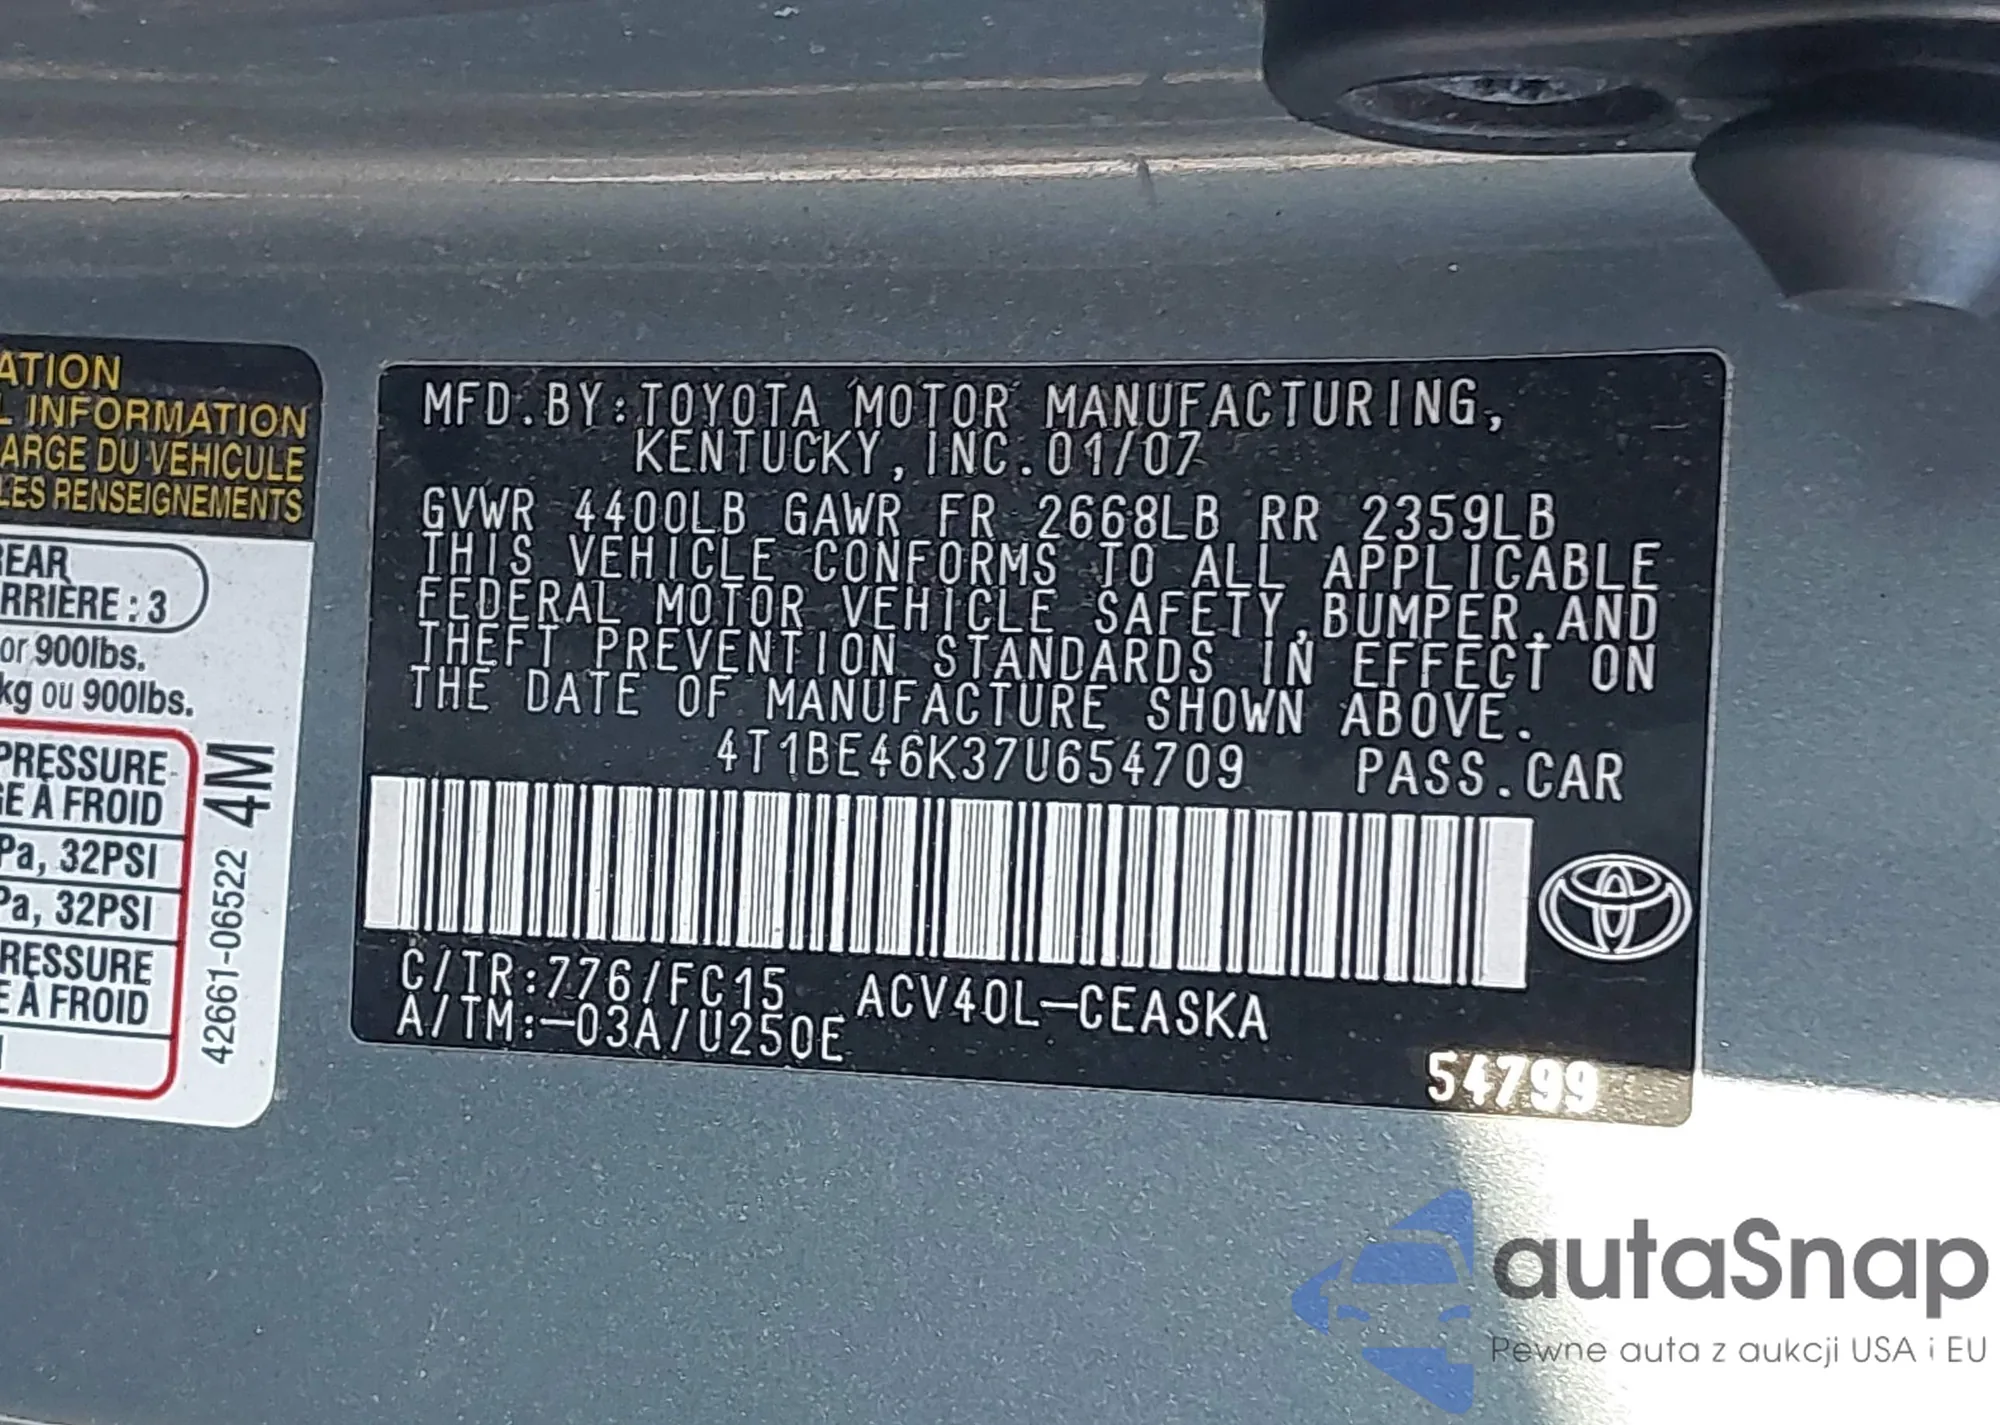 ATION
L INFORMATION
ARGE DU VEHICULE
LES RENSEIGNEMENTS
REAR
RRIÈRE : 3
or 900lbs.
kg ou 900lbs.
PRESSURE
GE À FROID
Pa, 32PSI
Pa, 32PSI
RESSURE
E À FROID
42661-06522 4M
MFD.BY:TOYOTA MOTOR MANUFACTURING,
KENTUCKY,INC.01/07
GVWR 4400LB GAWR FR 2668LB RR 2359LB
THIS VEHICLE CONFORMS TO ALL APPLICABLE
FEDERAL MOTOR VEHICLE SAFETY,BUMPER,AND
THEFT PREVENTION STANDARDS IN EFFECT ON
THE DATE OF MANUFACTURE SHOWN ABOVE.
4T1BE46K37U654709 PASS.CAR
C/TR:776/FC15 ACV40L-CEASKA
A/TM:-03A/U250E
54799
autaSnap
Pewne auta z aukcji USA i EU